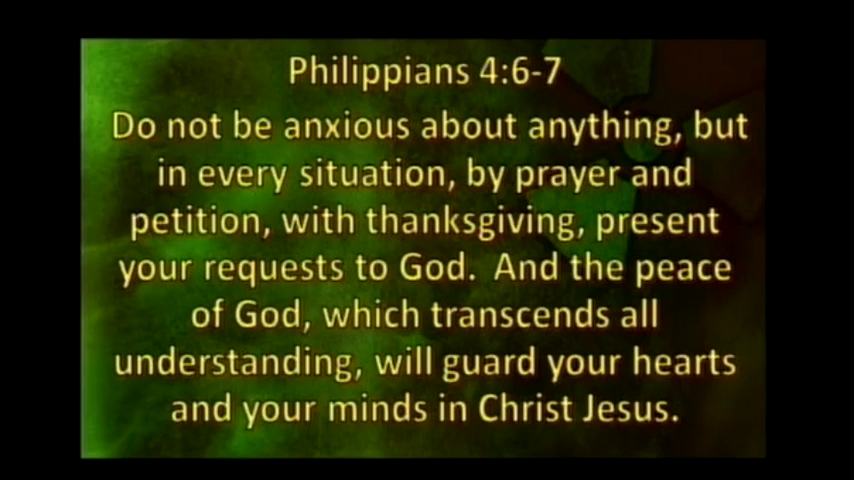 Philippians 4:6-7
Do not be anxious about anything, but
in every situation, by prayer and
petition, with thanksgiving, present
your requests to God.  And the peace
of God, which transcends all
understanding, will guard your hearts
and your minds in Christ Jesus.